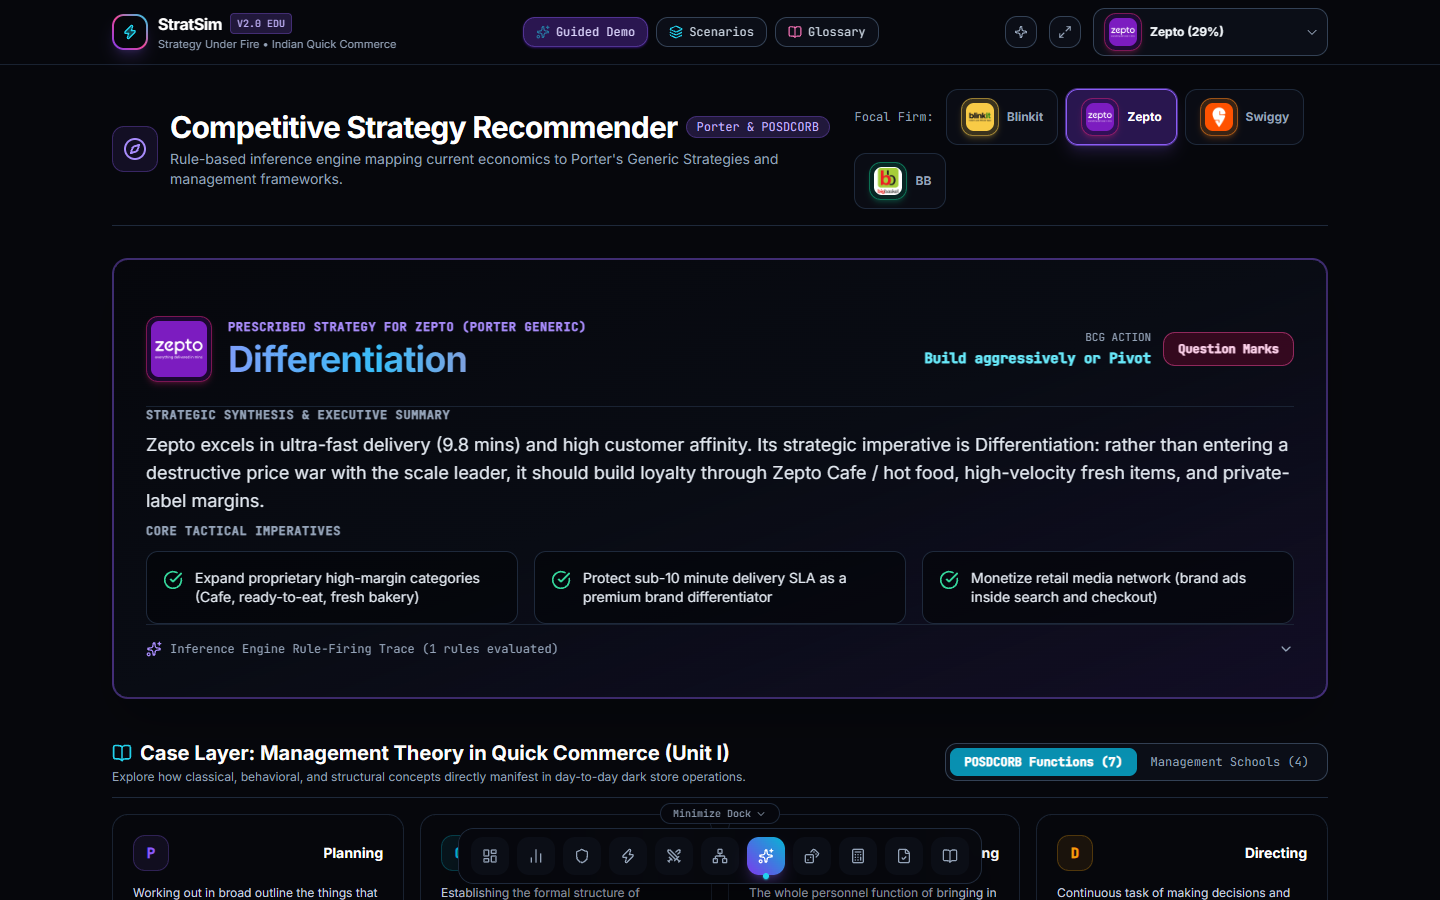 StratSim V2.0 EDU
Strategy Under Fire • Indian Quick Commerce
Guided Demo
Scenarios
Glossary
zepto
Zepto (29%)
Competitive Strategy Recommender
Porter & POSDCORB
Rule-based inference engine mapping current economics to Porter's Generic Strategies and
management frameworks.
Focal Firm:
blinkit
Blinkit
zepto
Zepto
Swiggy
bb
bigbasket
BB
zepto
PRESCRIBED STRATEGY FOR ZEPTO (PORTER GENERIC)
Differentiation
BCG ACTION
Build aggressively or Pivot
Question Marks
STRATEGIC SYNTHESIS & EXECUTIVE SUMMARY
Zepto excels in ultra-fast delivery (9.8 mins) and high customer affinity. Its strategic imperative is Differentiation: rather than entering a
destructive price war with the scale leader, it should build loyalty through Zepto Cafe / hot food, high-velocity fresh items, and private-
label margins.
CORE TACTICAL IMPERATIVES
Expand proprietary high-margin categories
(Cafe, ready-to-eat, fresh bakery)
Protect sub-10 minute delivery SLA as a
premium brand differentiator
Monetize retail media network (brand ads
inside search and checkout)
Inference Engine Rule-Firing Trace (1 rules evaluated)
Case Layer: Management Theory in Quick Commerce (Unit I)
Explore how classical, behavioral, and structural concepts directly manifest in day-to-day dark store operations.
POSDCORB Functions (7)
Management Schools (4)
Minimize Dock
P
Planning
ng
D
Directing
Working out in broad outline the things that
Establishing the formal structure of
The whole personnel function of bringing in
Continuous task of making decisions and